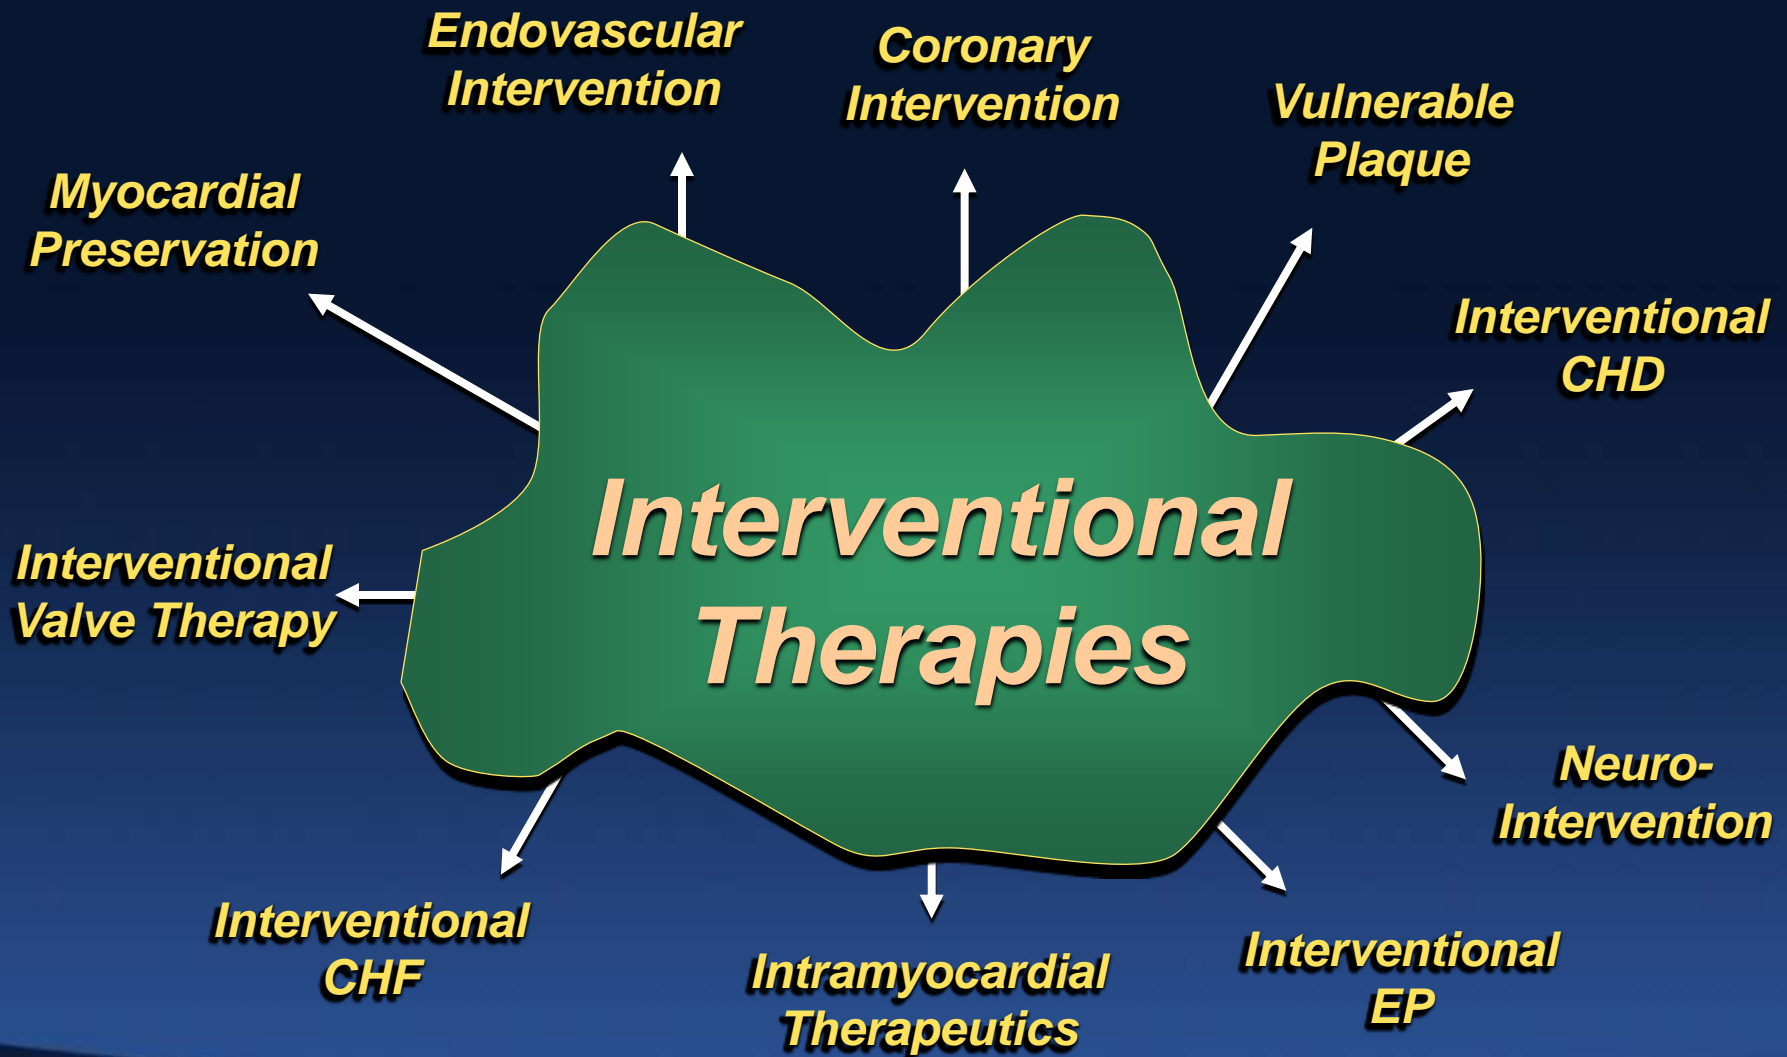 Endovascular
Intervention
Coronary
Intervention
Vulnerable
Plaque
Myocardial
Preservation
Interventional
CHD
Interventional
Therapies
Interventional
Valve Therapy
Neuro-
Intervention
Interventional
CHF
Intramyocardial
Therapeutics
Interventional
EP